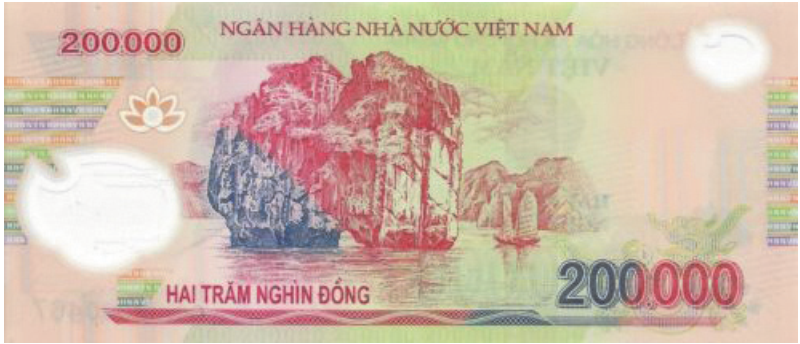 NGÂN HÀNG NHÀ NƯỚC VIỆT NAM
200.000
HAI TRĂM NGHÌN ĐỒNG
200.000